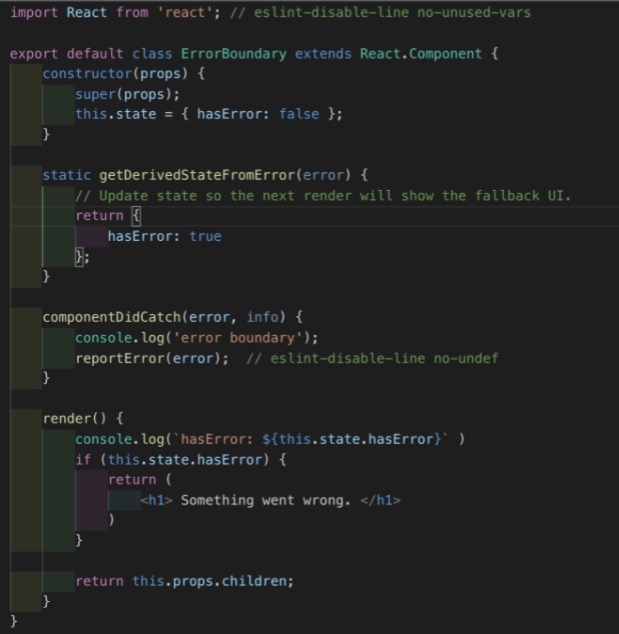 import React from 'react'; // eslint-disable-line no-unused-vars
export default class ErrorBoundary extends React.Component {
constructor(props) {
super(props);
this.state = { hasError: false };
}
static getDerivedStateFromError(error) {
// Update state so the next render will show the fallback UI.
return {
hasError: true
};
}
componentDidCatch(error, info) {
console.log('error boundary');
reportError(error);  // eslint-disable-line no-undef
}
render() {
console.log(`hasError: ${this.state.hasError}` )
if (this.state.hasError) {
return (
<h1> Something went wrong. </h1>
)
}
return this.props.children;
}
}